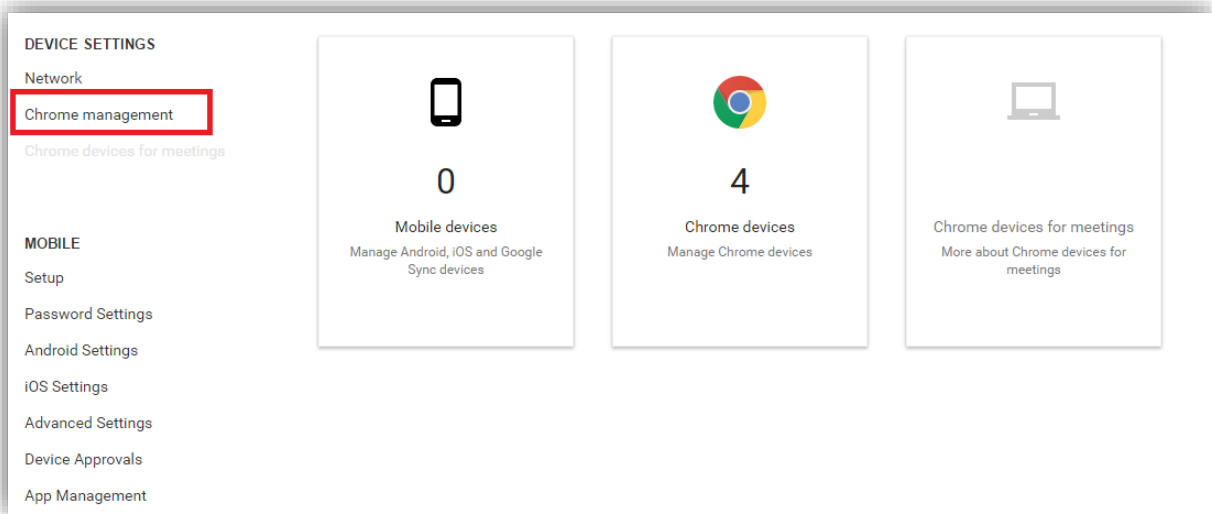 DEVICE SETTINGS
Network
Chrome management
Chrome devices for meetings
MOBILE
Setup
Password Settings
Android Settings
iOS Settings
Advanced Settings
Device Approvals
App Management
0
Mobile devices
Manage Android, iOS and Google
Sync devices
4
Chrome devices
Manage Chrome devices
Chrome devices for meetings
More about Chrome devices for
meetings